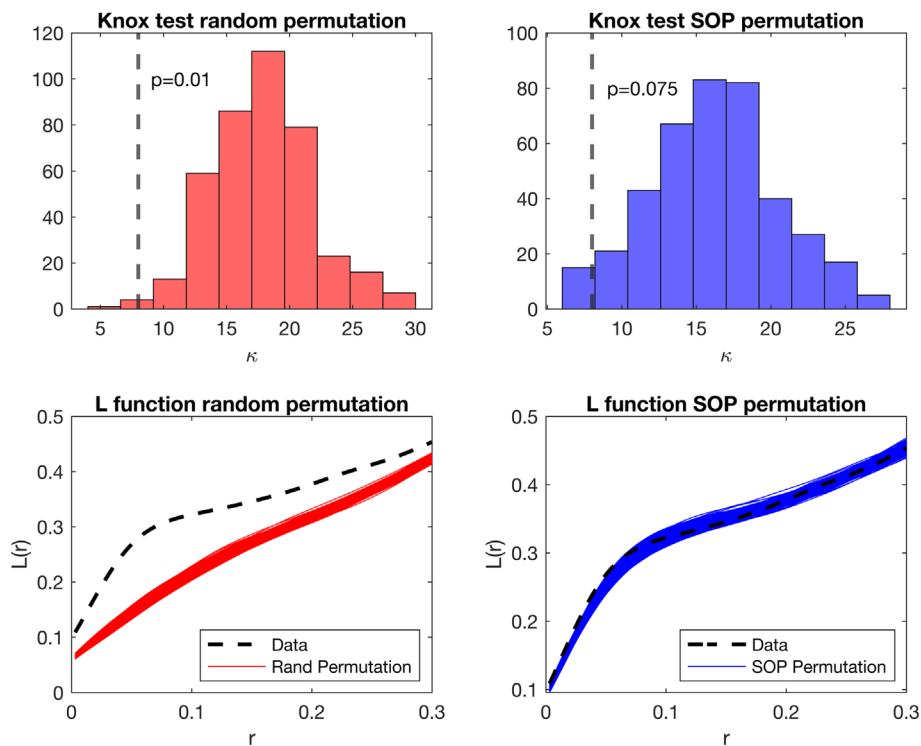 Knox test random permutation
120
100
80
60
40
20
0
p=0.01
5 10 15 20 25 30
κ
Knox test SOP permutation
100
80
60
40
20
0
p=0.075
5 10 15 20 25
κ
L function random permutation
0.5
0.4
0.3
0.2
0.1
0
L(r)
Data
Rand Permutation
0 0.1 0.2 0.3
r
L function SOP permutation
0.5
0.4
0.3
0.2
0.1
L(r)
Data
SOP Permutation
0 0.1 0.2 0.3
r